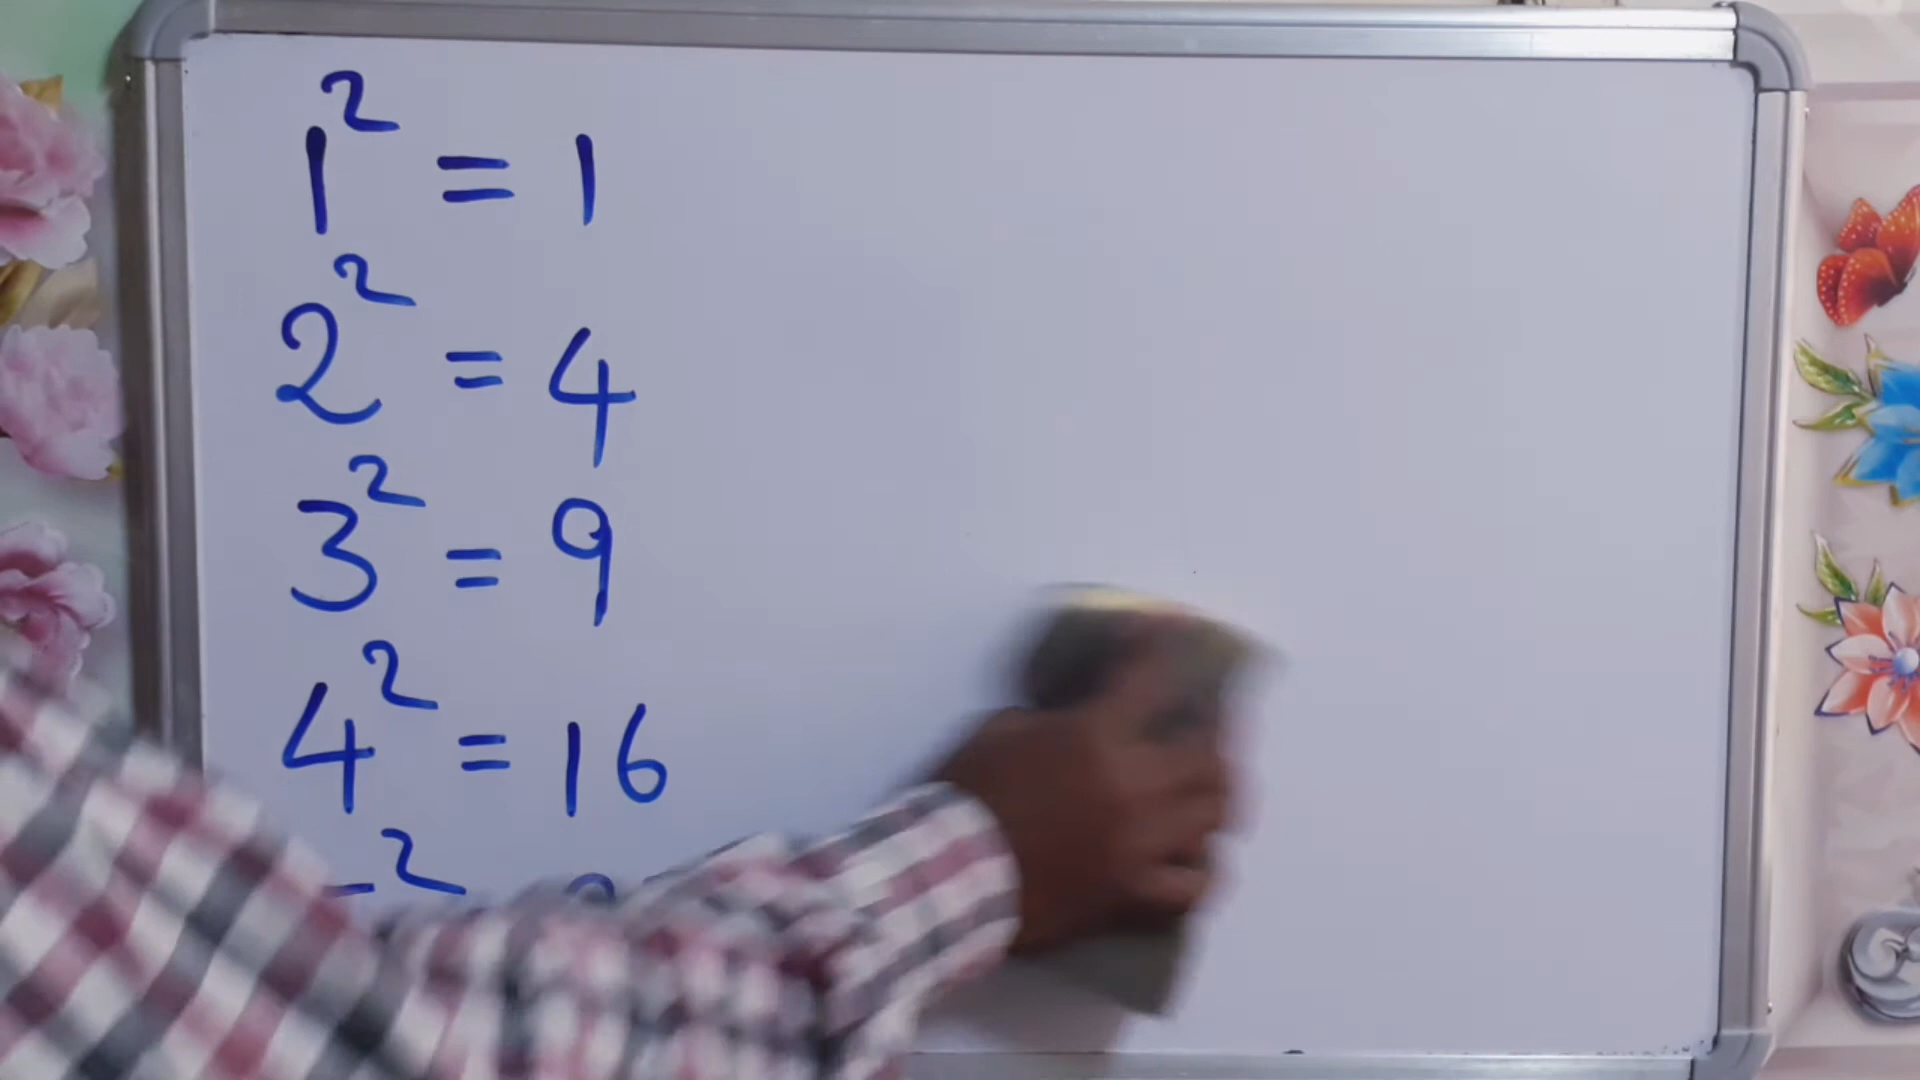 1² = 1
2² = 4
3² = 9
4² = 16